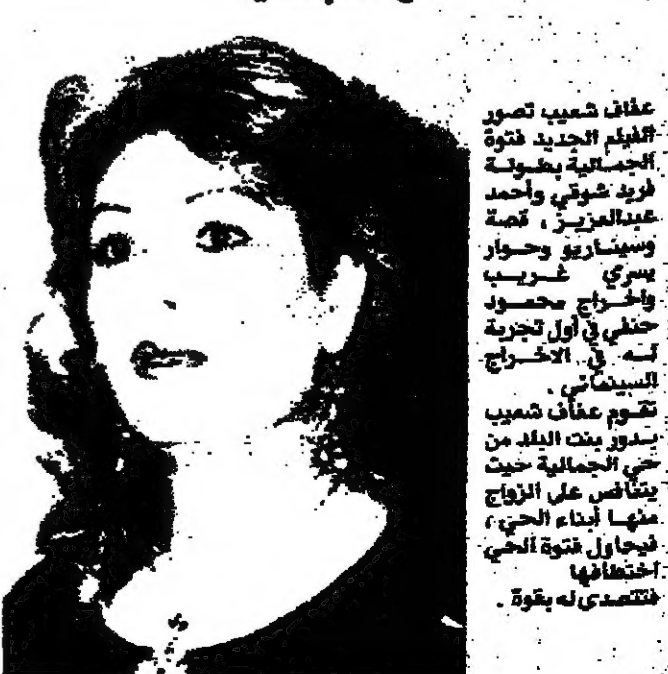 عفاف شعيب تصور
الفيلم الجديد فتوة
الجمالية بطولة
فريد شوقي وأحمد
عبدالعزيز ، قصة
وسيناريو وحوار
يسري غريب
واخراج محمود
حنفي في أول تجربة
له في الاخراج
السينمائي .
تقوم عفاف شعيب
بدور بنت البلد من
حي الجمالية حيث
يتنافس على الزواج
منها أبناء الحي ،
فيحاول فتوة الحي
اختطافها
فتتصدى له بقوة .